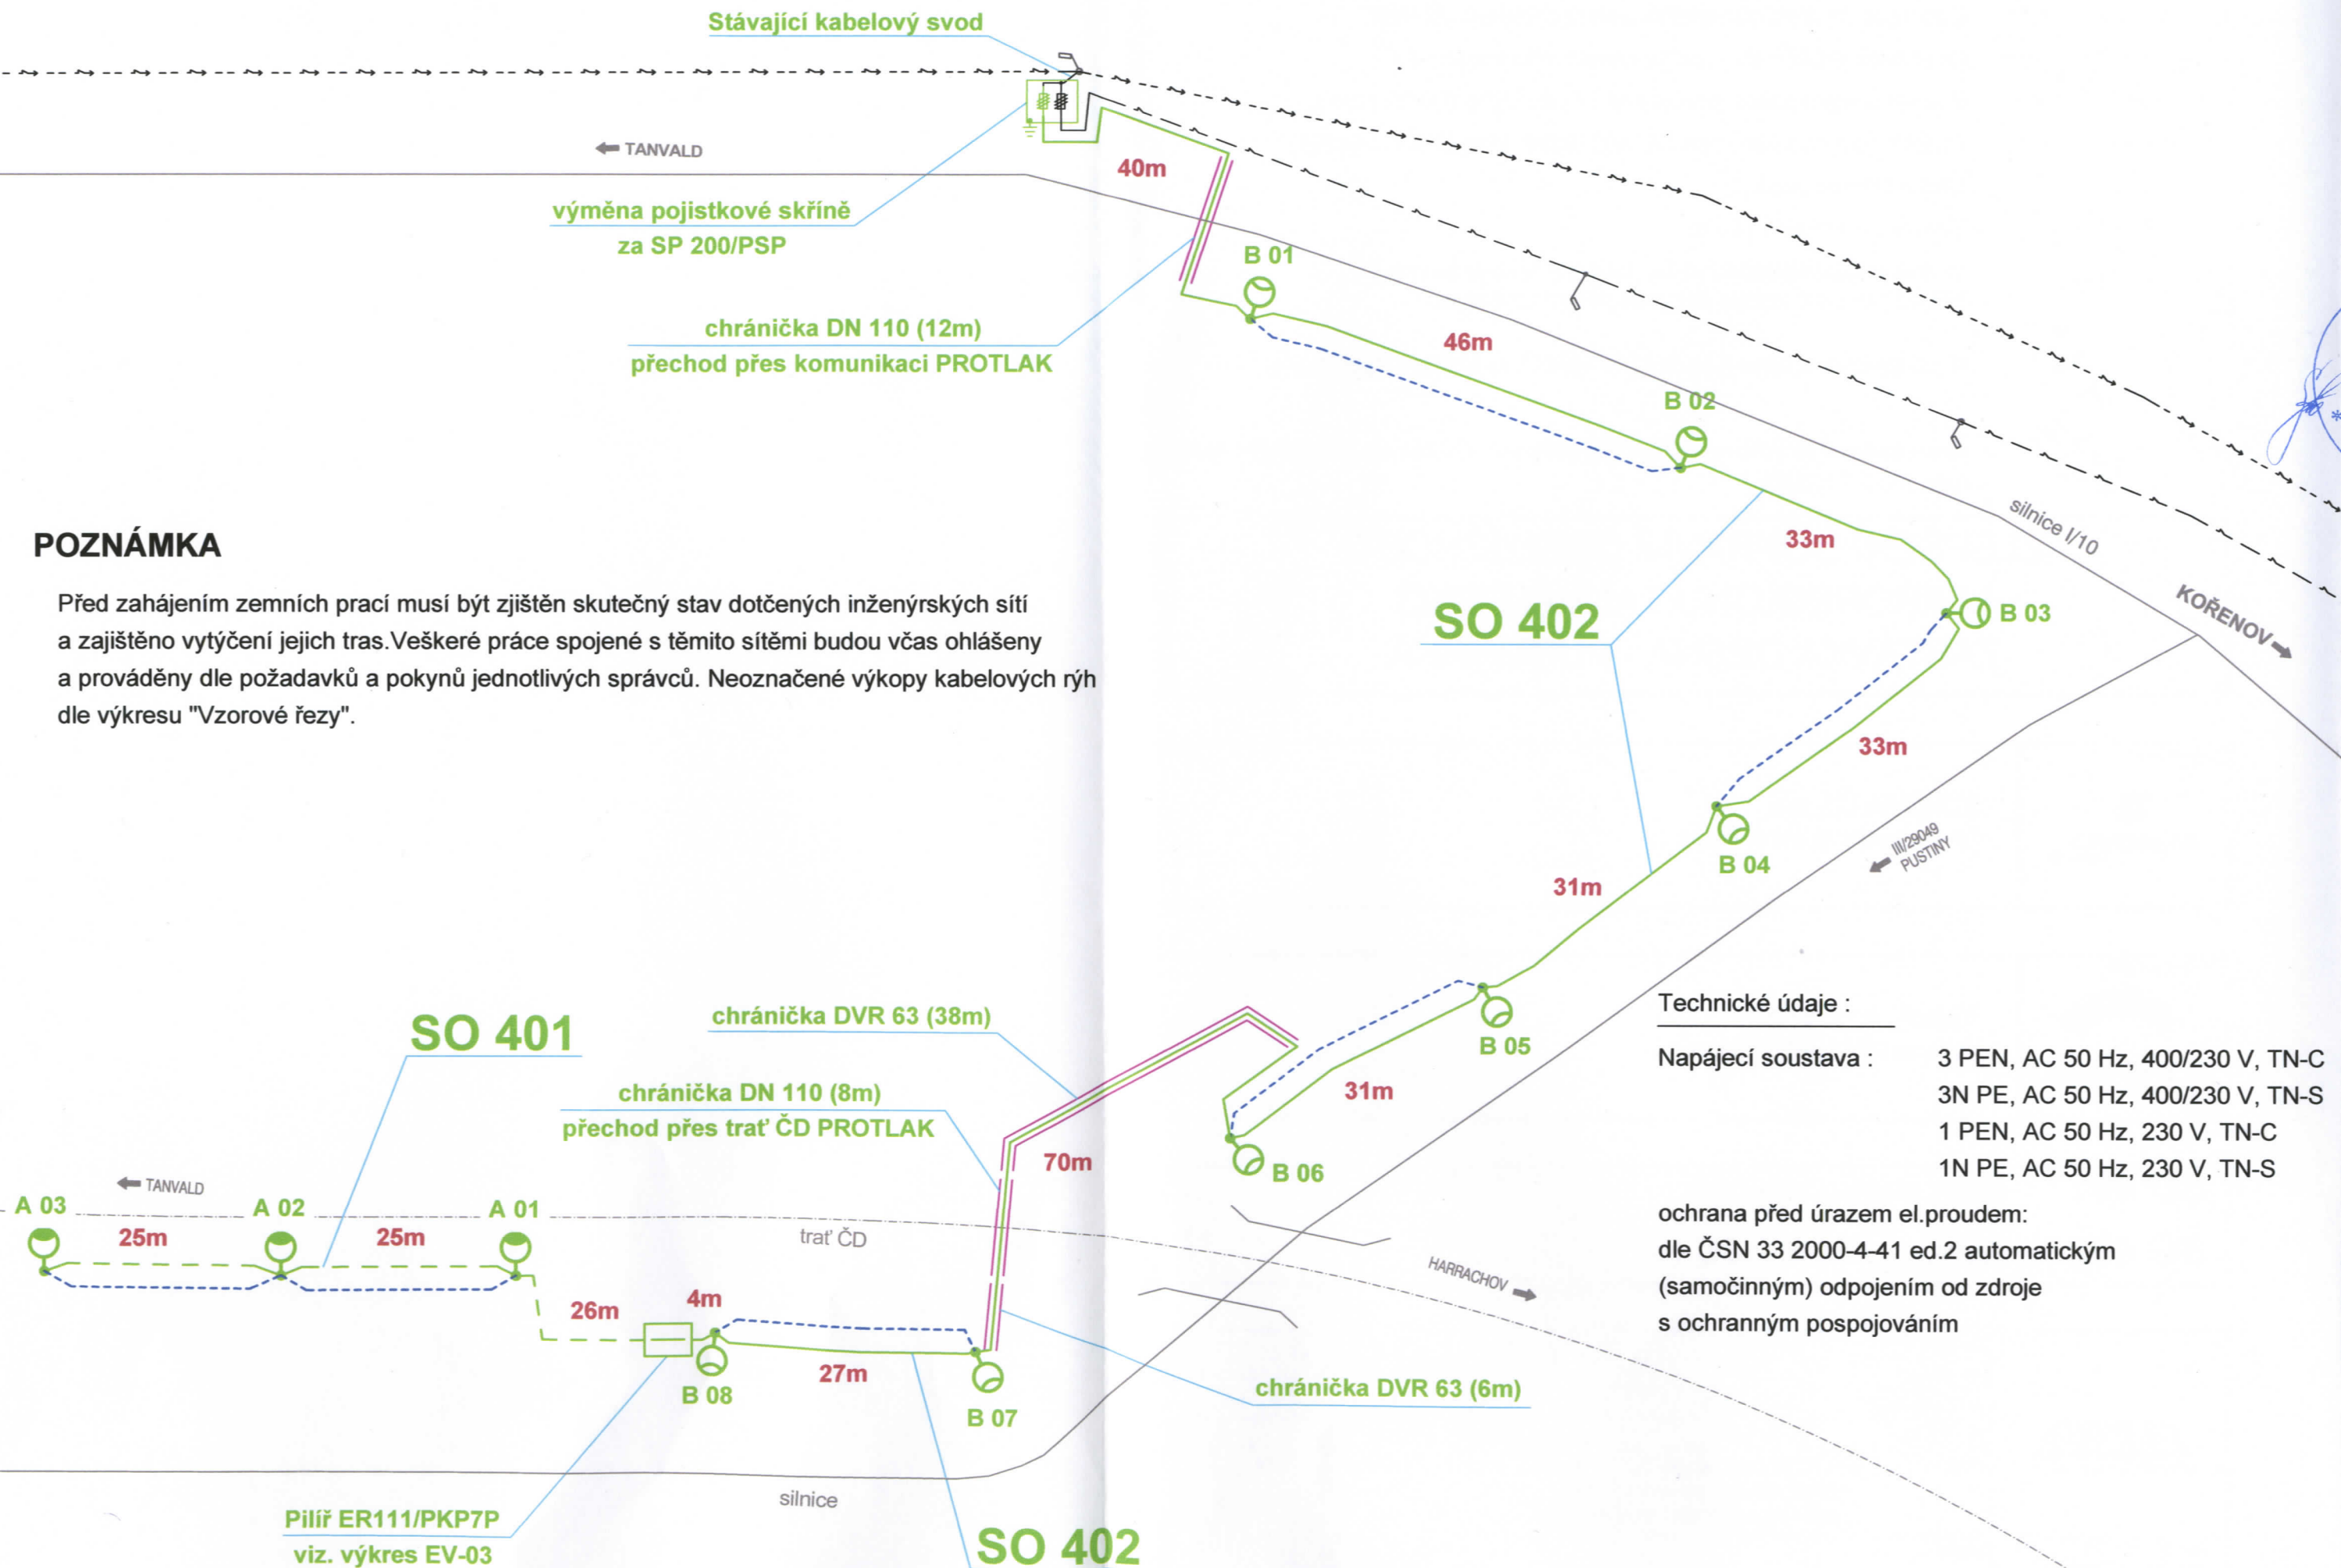 Stávající kabelový svod
TANVALD
40m
výměna pojistkové skříně
za SP 200/PSP
B 01
chránička DN 110 (12m)
přechod přes komunikaci PROTLAK
46m
B 02
silnice I/10
33m
KOŘENOV
B 03
SO 402
POZNÁMKA
Před zahájením zemních prací musí být zjištěn skutečný stav dotčených inženýrských sítí
a zajištěno vytýčení jejich tras.Veškeré práce spojené s těmito sítěmi budou včas ohlášeny
a prováděny dle požadavků a pokynů jednotlivých správců. Neoznačené výkopy kabelových rýh
dle výkresu "Vzorové řezy".
33m
III/29049
PUSTINY
B 04
31m
B 05
31m
B 06
Technické údaje :
Napájecí soustava : 3 PEN, AC 50 Hz, 400/230 V, TN-C
3N PE, AC 50 Hz, 400/230 V, TN-S
1 PEN, AC 50 Hz, 230 V, TN-C
1N PE, AC 50 Hz, 230 V, TN-S
ochrana před úrazem el.proudem:
dle ČSN 33 2000-4-41 ed.2 automatickým
(samočinným) odpojením od zdroje
s ochranným pospojováním
SO 401
chránička DVR 63 (38m)
chránička DN 110 (8m)
přechod přes trať ČD PROTLAK
70m
TANVALD
A 03
A 02
A 01
25m
25m
trať ČD
HARRACHOV
26m
4m
27m
B 08
B 07
chránička DVR 63 (6m)
silnice
Pilíř ER111/PKP7P
viz. výkres EV-03
SO 402